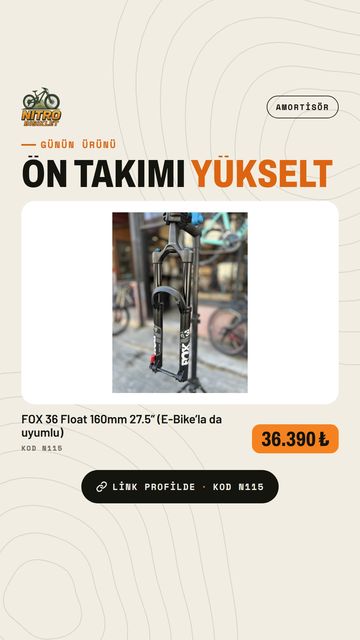 NITRO
BISIKLET
AMORTİSÖR
GÜNÜN ÜRÜNÜ
ÖN TAKIMI YÜKSELT
FOX
FOX 36 Float 160mm 27.5” (E-Bike’la da
uyumlu)
KOD N115
36.390 ₺
LİNK PROFİLDE · KOD N115